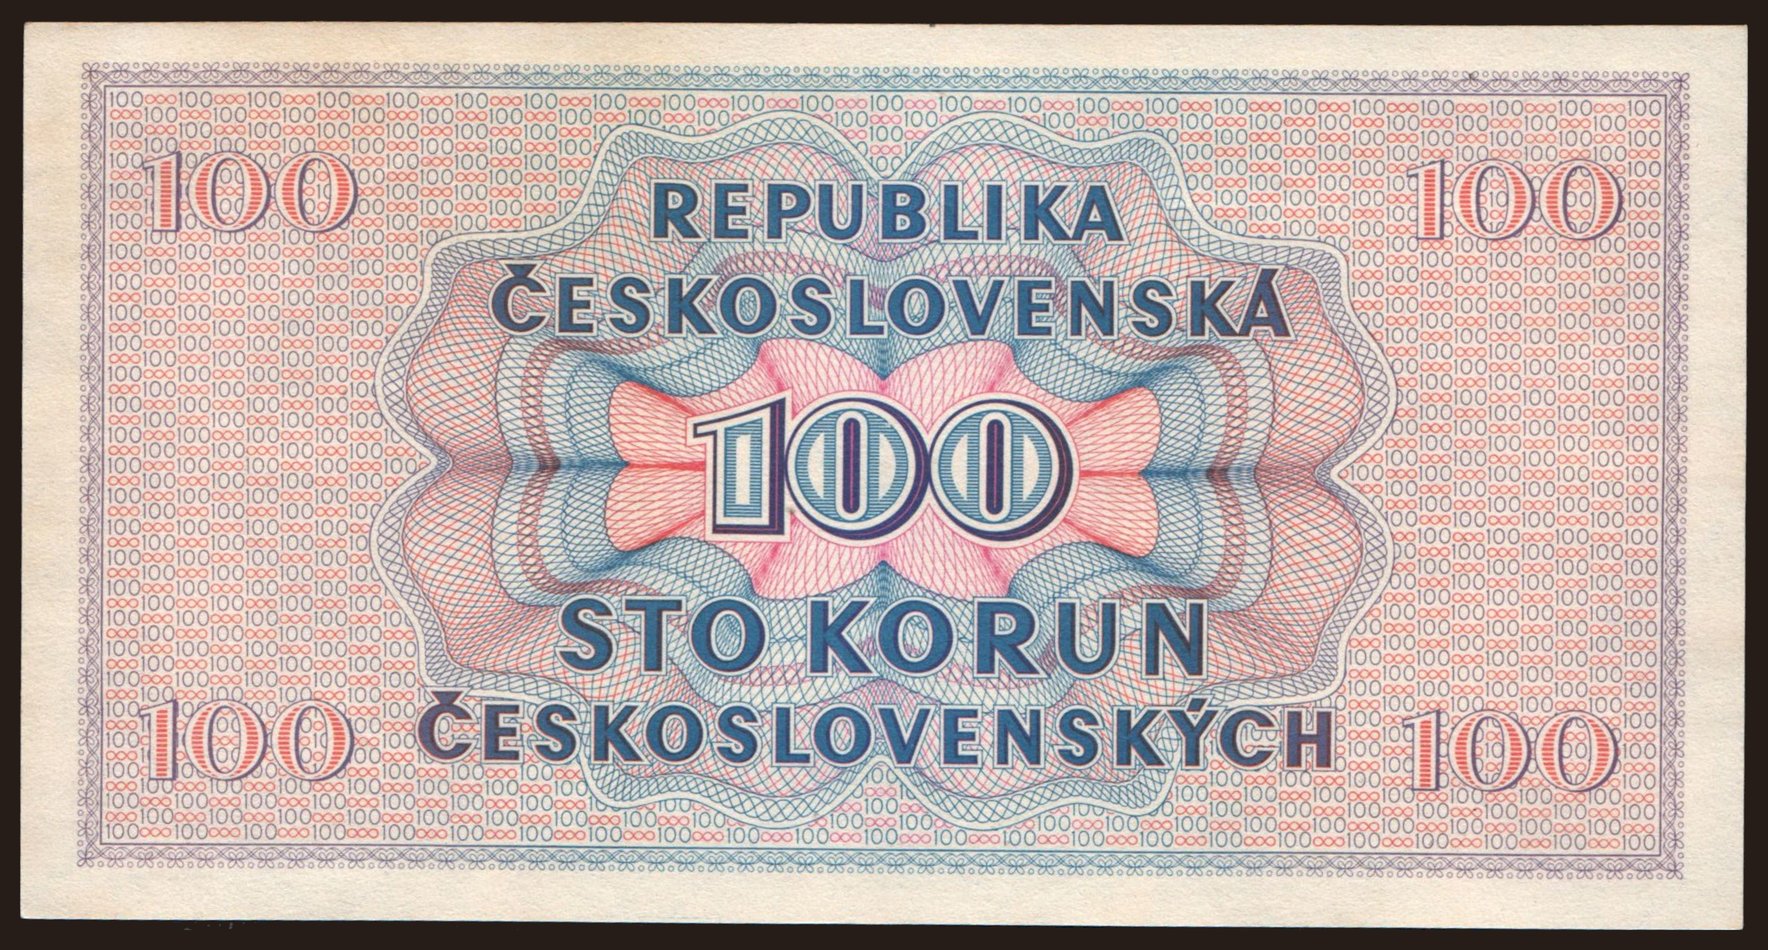 100 100
REPUBLIKA
ČESKOSLOVENSKÁ
100
STO KORUN
ČESKOSLOVENSKÝCH
100 100